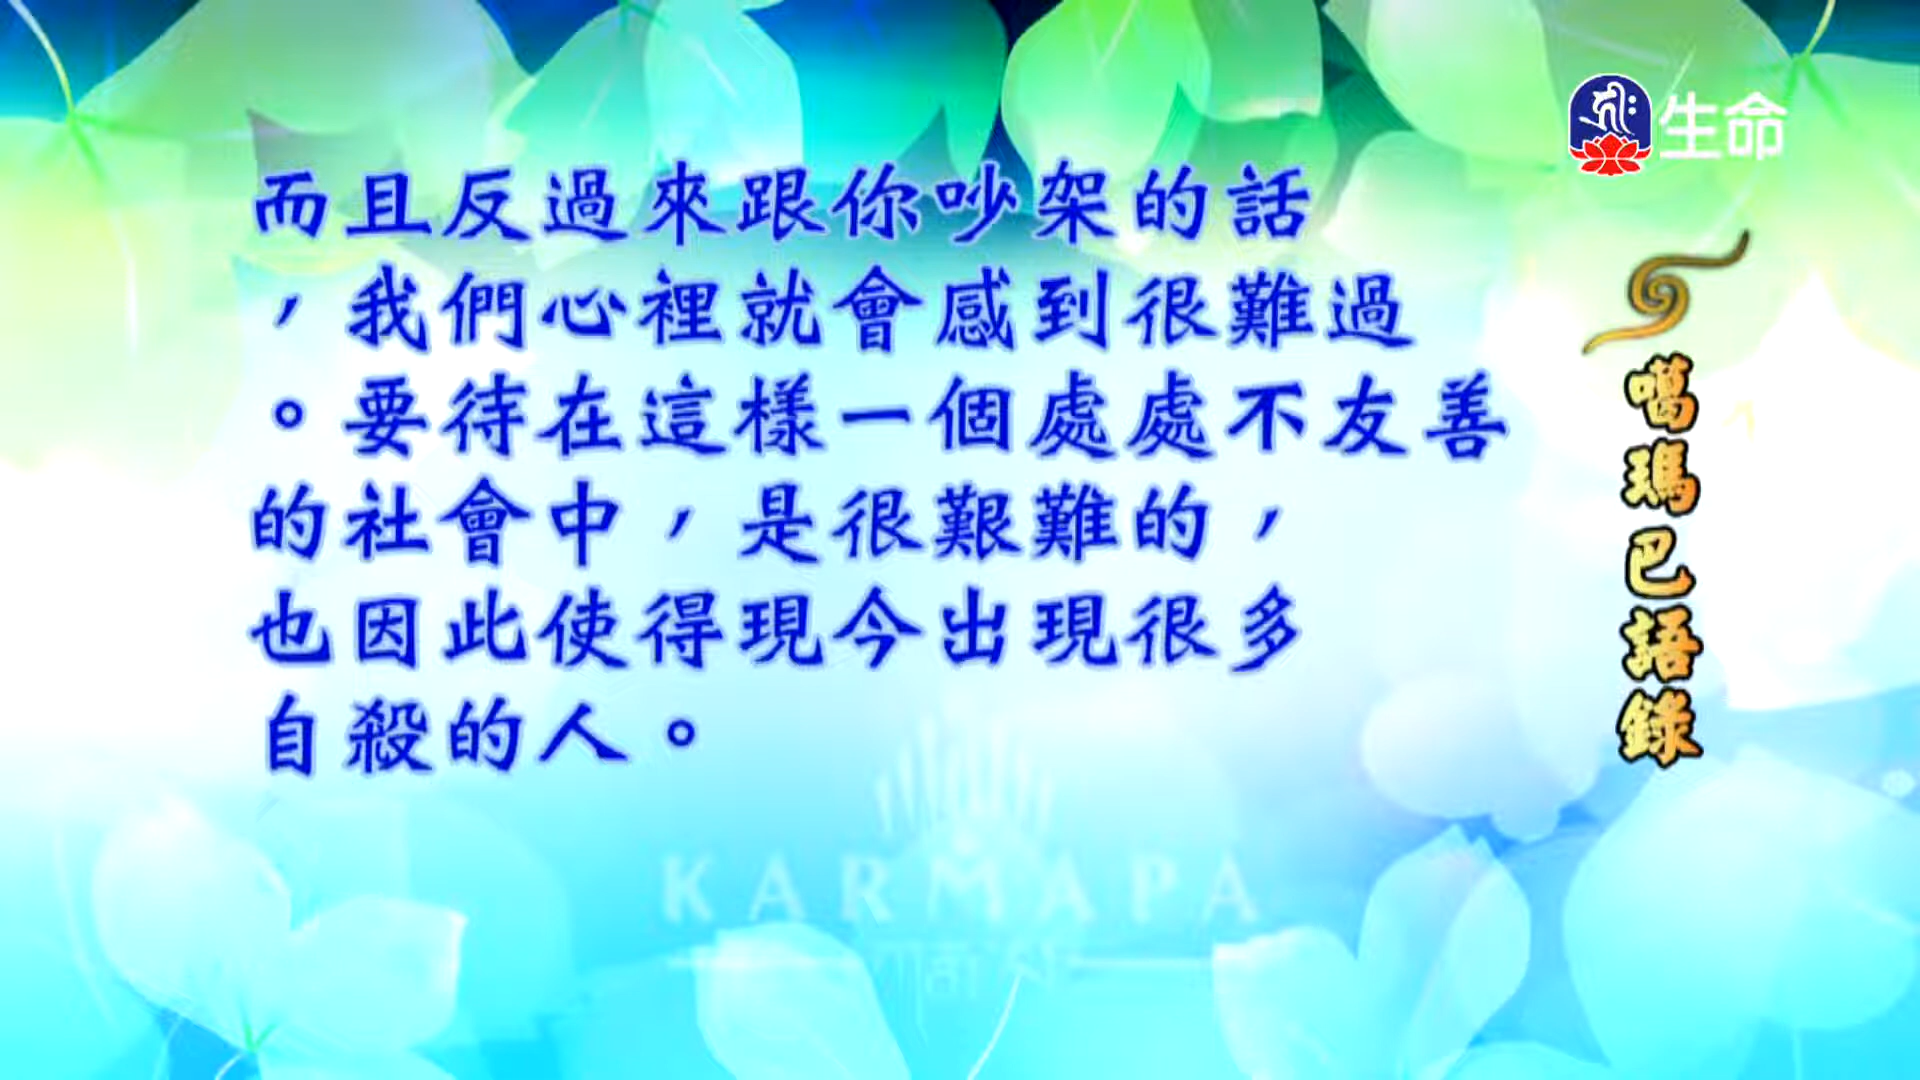 生命
而且反過來跟你吵架的話
，我們心裡就會感到很難過
。要待在這樣一個處處不友善
的社會中，是很艱難的，
也因此使得現今出現很多
自殺的人。
噶瑪巴語錄
KARMAPA